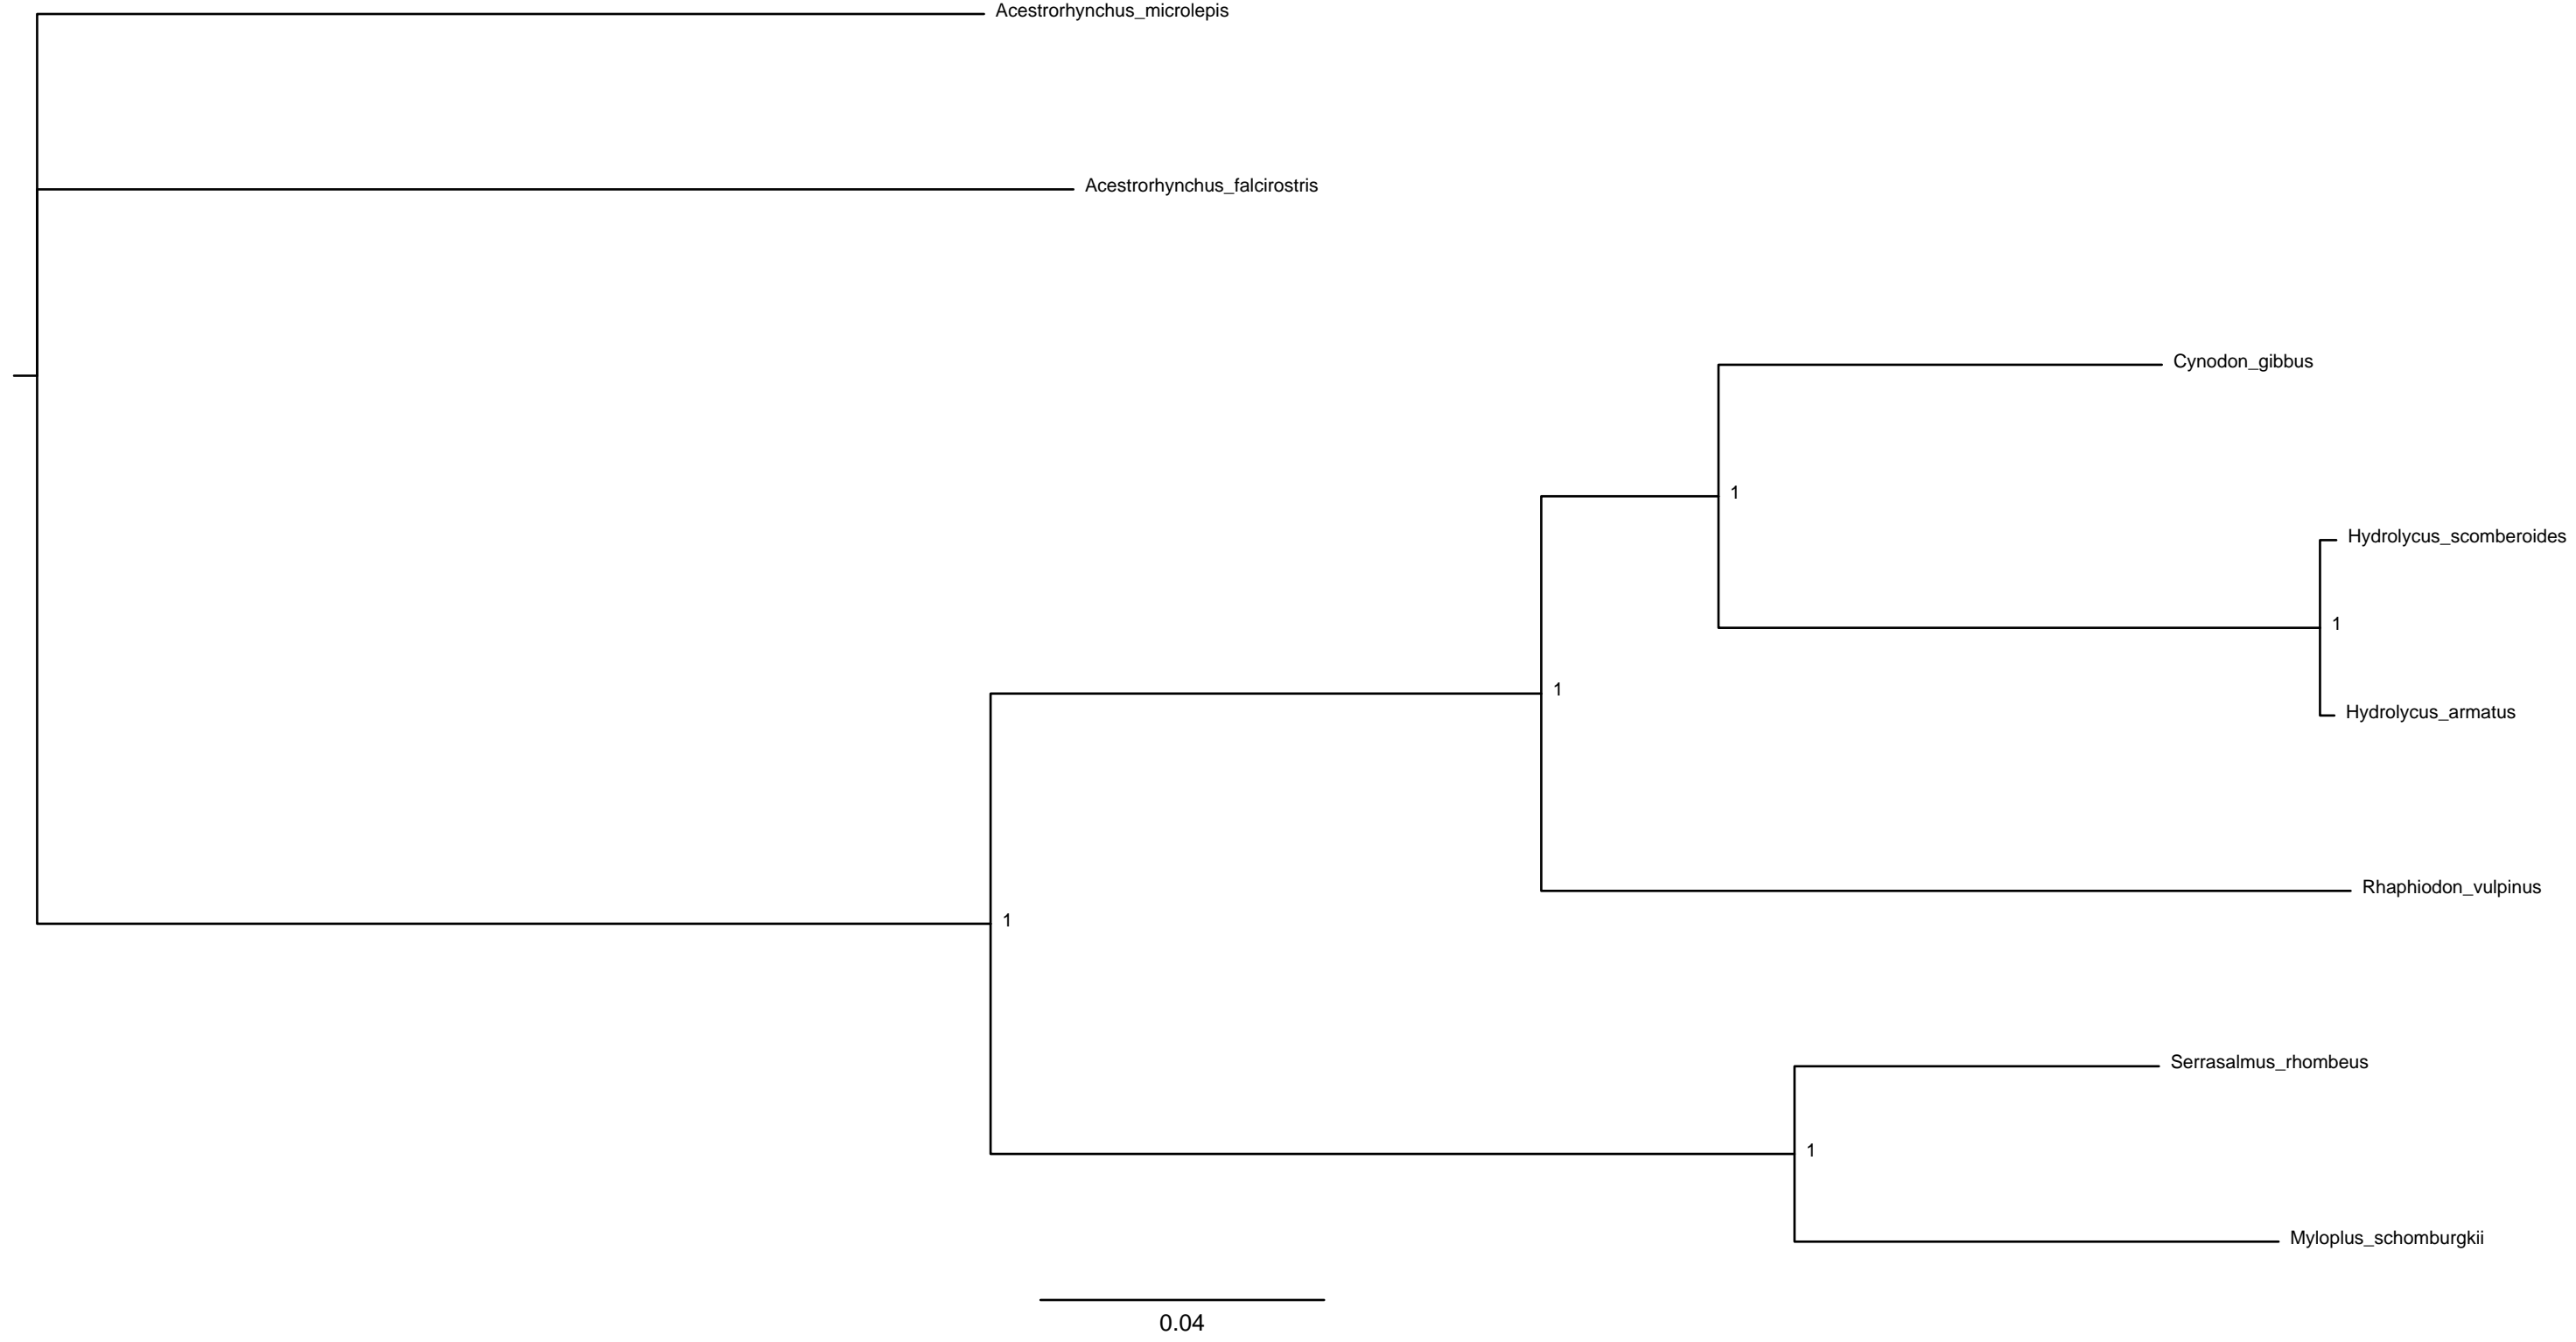 Acestrorhynchus_microlepis
Acestrorhynchus_falcirostris
Cynodon_gibbus
1
Hydrolycus_scomberoides
1
1
Hydrolycus_armatus
Rhaphiodon_vulpinus
1
Serrasalmus_rhombeus
1
Myloplus_schomburgkii
0.04